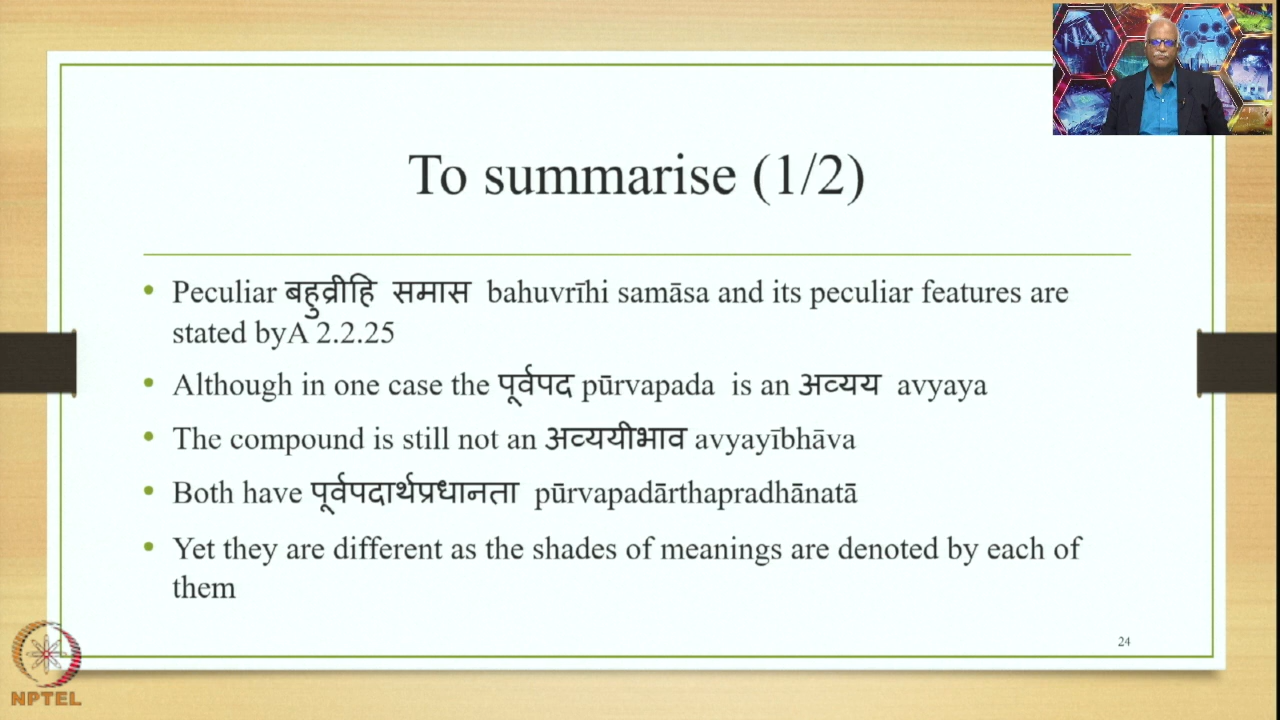 To summarise (1/2)
Peculiar बहुव्रीहि समास bahuvrīhi samāsa and its peculiar features are
stated byA 2.2.25
Although in one case the पूर्वपद pūrvapada is an अव्यय avyaya
The compound is still not an अव्ययीभाव avyayībhāva
Both have पूर्वपदार्थप्रधानता pūrvapadārthapradhānatā
Yet they are different as the shades of meanings are denoted by each of
them
24
NPTEL